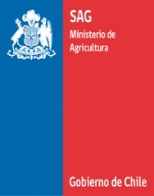 SAG
Ministerio de
Agricultura
Gobierno de Chile